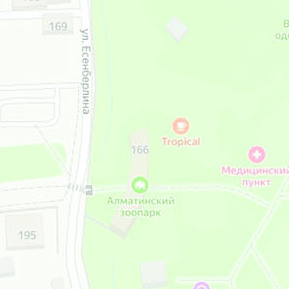 169
ул. Есенберлина
166
Tropical
Медицинский
пункт
Алматинский
зоопарк
195